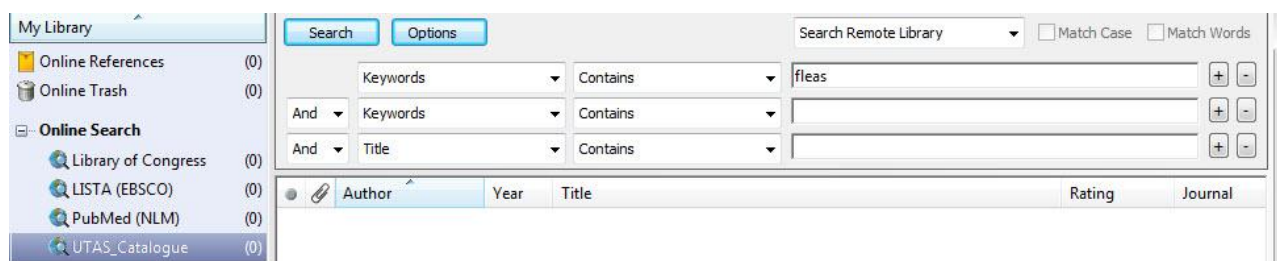 My Library
Online References (0)
Online Trash (0)
Online Search
Library of Congress (0)
LISTA (EBSCO) (0)
PubMed (NLM) (0)
UTAS_Catalogue (0)
Search Options Search Remote Library Match Case Match Words
Keywords Contains fleas + -
And Keywords Contains + -
And Title Contains + -
Author Year Title Rating Journal